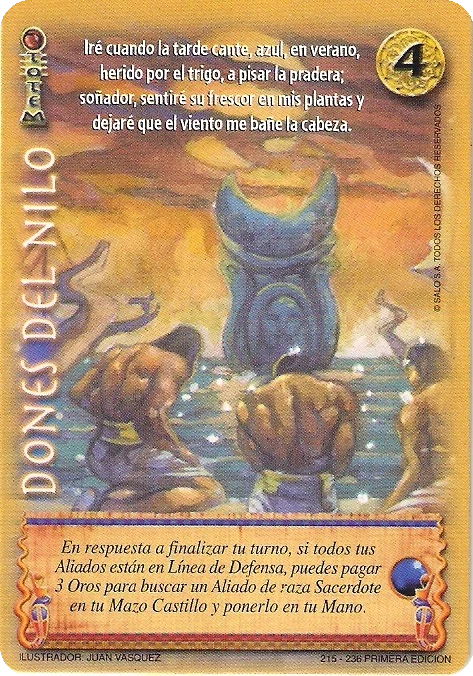 TOTEM
Iré cuando la tarde cante, azul, en verano,
herido por el trigo, a pisar la pradera;
soñador, sentiré su frescor en mis plantas y
dejaré que el viento me bañe la cabeza.
4
© SALO S.A. TODOS LOS DERECHOS RESERVADOS
DONES DEL NILO
En respuesta a finalizar tu turno, si todos tus
Aliados están en Línea de Defensa, puedes pagar
3 Oros para buscar un Aliado de raza Sacerdote
en tu Mazo Castillo y ponerlo en tu Mano.
ILUSTRADOR: JUAN VASQUEZ
215 - 236 PRIMERA EDICION